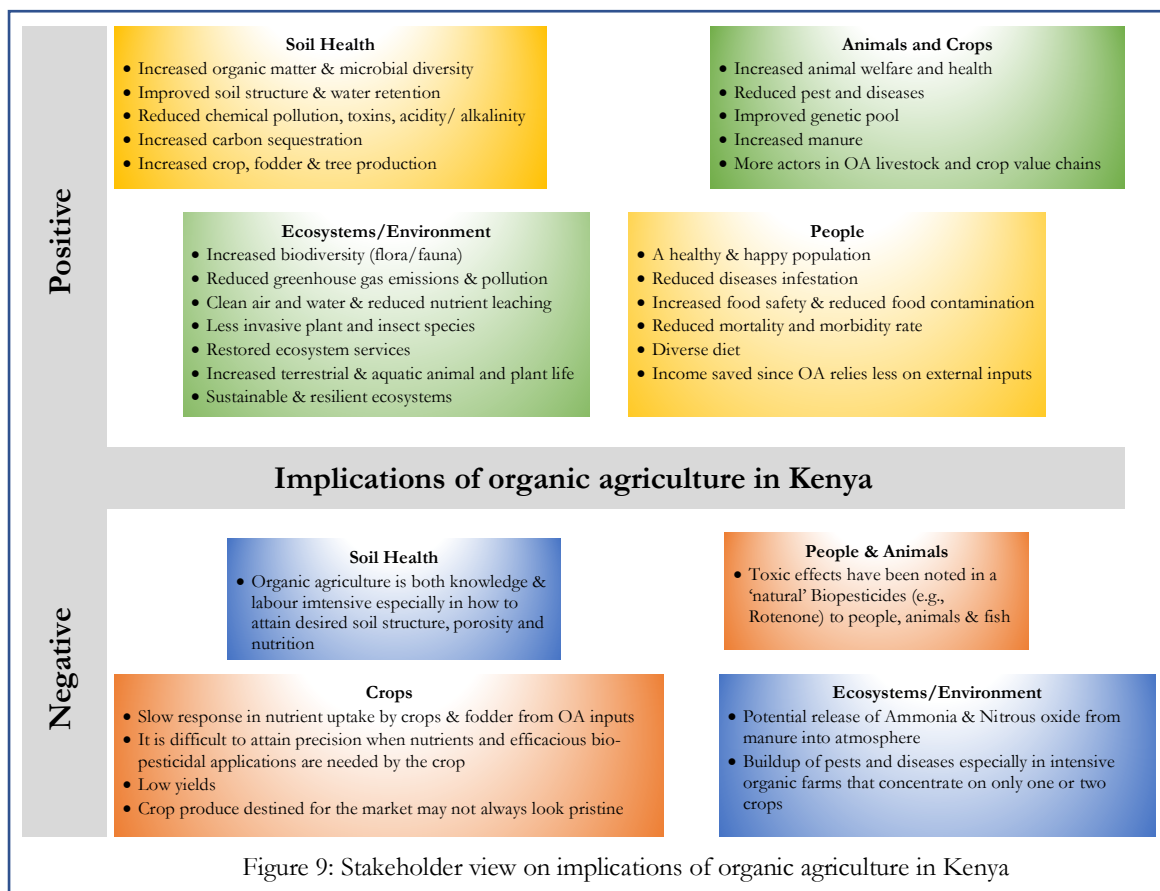 Positive
Soil Health
• Increased organic matter & microbial diversity
• Improved soil structure & water retention
• Reduced chemical pollution, toxins, acidity/ alkalinity
• Increased carbon sequestration
• Increased crop, fodder & tree production
Animals and Crops
• Increased animal welfare and health
• Reduced pest and diseases
• Improved genetic pool
• Increased manure
• More actors in OA livestock and crop value chains
Ecosystems/Environment
• Increased biodiversity (flora/fauna)
• Reduced greenhouse gas emissions & pollution
• Clean air and water & reduced nutrient leaching
• Less invasive plant and insect species
• Restored ecosystem services
• Increased terrestrial & aquatic animal and plant life
• Sustainable & resilient ecosystems
People
• A healthy & happy population
• Reduced diseases infestation
• Increased food safety & reduced food contamination
• Reduced mortality and morbidity rate
• Diverse diet
• Income saved since OA relies less on external inputs
Implications of organic agriculture in Kenya
Negative
Soil Health
• Organic agriculture is both knowledge &
labour intensive especially in how to
attain desired soil structure, porosity and
nutrition
People & Animals
• Toxic effects have been noted in a
‘natural’ Biopesticides (e.g.,
Rotenone) to people, animals & fish
Crops
• Slow response in nutrient uptake by crops & fodder from OA inputs
• It is difficult to attain precision when nutrients and efficacious bio-
pesticidal applications are needed by the crop
• Low yields
• Crop produce destined for the market may not always look pristine
Ecosystems/Environment
• Potential release of Ammonia & Nitrous oxide from
manure into atmosphere
• Buildup of pests and diseases especially in intensive
organic farms that concentrate on only one or two
crops
Figure 9: Stakeholder view on implications of organic agriculture in Kenya